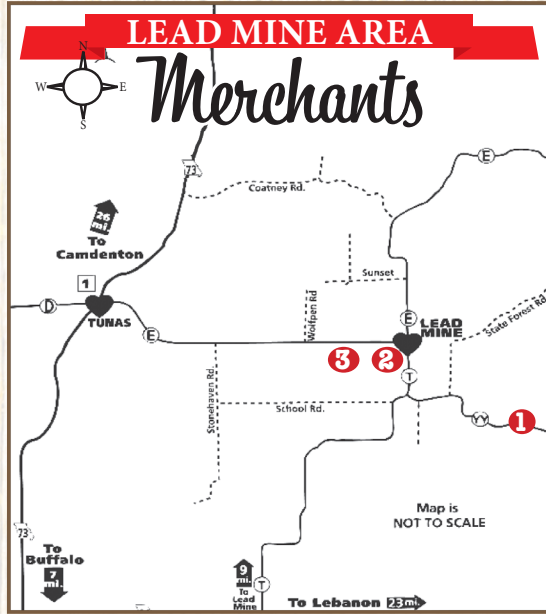 LEAD MINE AREA
Merchants
N
W E
S
73
E
Coatney Rd.
26
mi.
To
Camdenton
1
Sunset
D
TUNAS
E
Wolfpen Rd
E
LEAD
MINE
State Forest Rd
3
2
T
Stonehaven Rd.
School Rd.
YY
1
Map is
NOT TO SCALE
73
To
Buffalo
7
mi.
9
mi.
To
Lead
Mine
T
To Lebanon 23 mi.